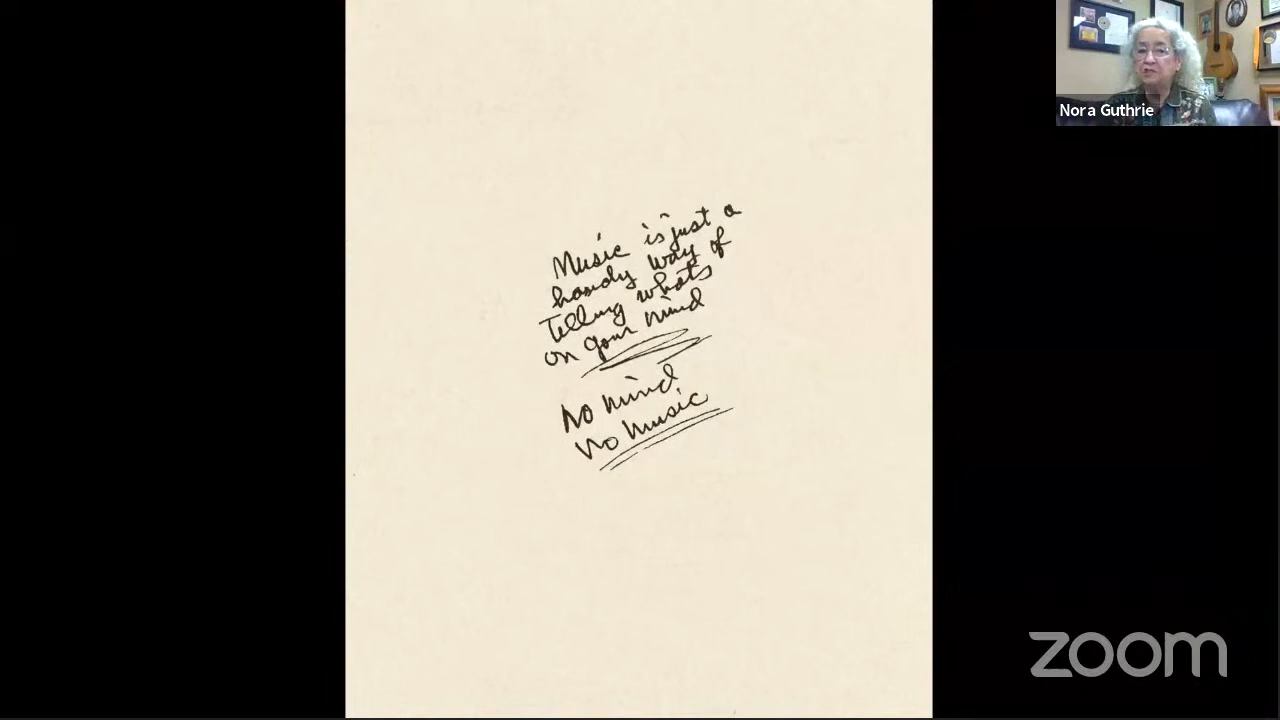 Nora Guthrie
Music is just a
handy way of
Telling whats
on your mind
No mind
No music
zoom